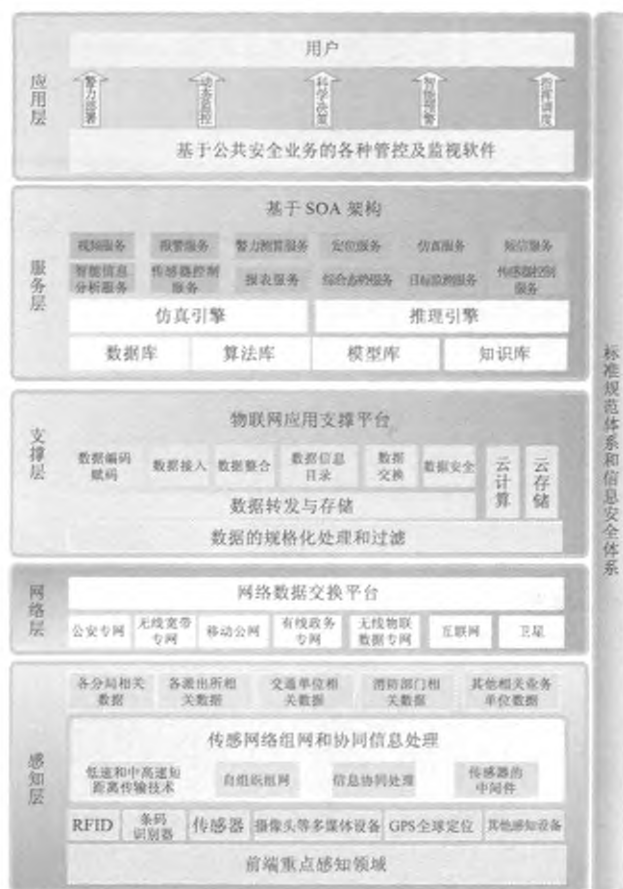 应用层
用户
警力部署
动态监控
科学决策
智能预警
指挥调度
基于公共安全业务的各种管控及监视软件
服务层
基于 SOA 架构
视频服务
报警服务
警力测算服务
定位服务
仿真服务
短信服务
智能信息
分析服务
传感器控制
服务
报表服务
综合态势服务
目标监测服务
传感器控制
服务
仿真引擎
推理引擎
数据库
算法库
模型库
知识库
支撑层
物联网应用支撑平台
数据编码
赋码
数据接入
数据整合
数据信息
目录
数据
交换
数据安全
云计算
云存储
数据转发与存储
数据的规格化处理和过滤
网络层
网络数据交换平台
公安专网
无线宽带
专网
移动公网
有线政务
专网
无线物联
数据专网
互联网
卫星
感知层
各分局相关
数据
各派出所相
关数据
交通单位相
关数据
消防部门相
关数据
其他相关业务
单位数据
传感网络组网和协同信息处理
低速和中高速短
距离传输技术
自组织组网
信息协同处理
传感器的
中间件
RFID
条码
识别器
传感器
摄像头等多媒体设备
GPS全球定位
其他感知设备
前端重点感知领域
标准规范体系和信息安全体系